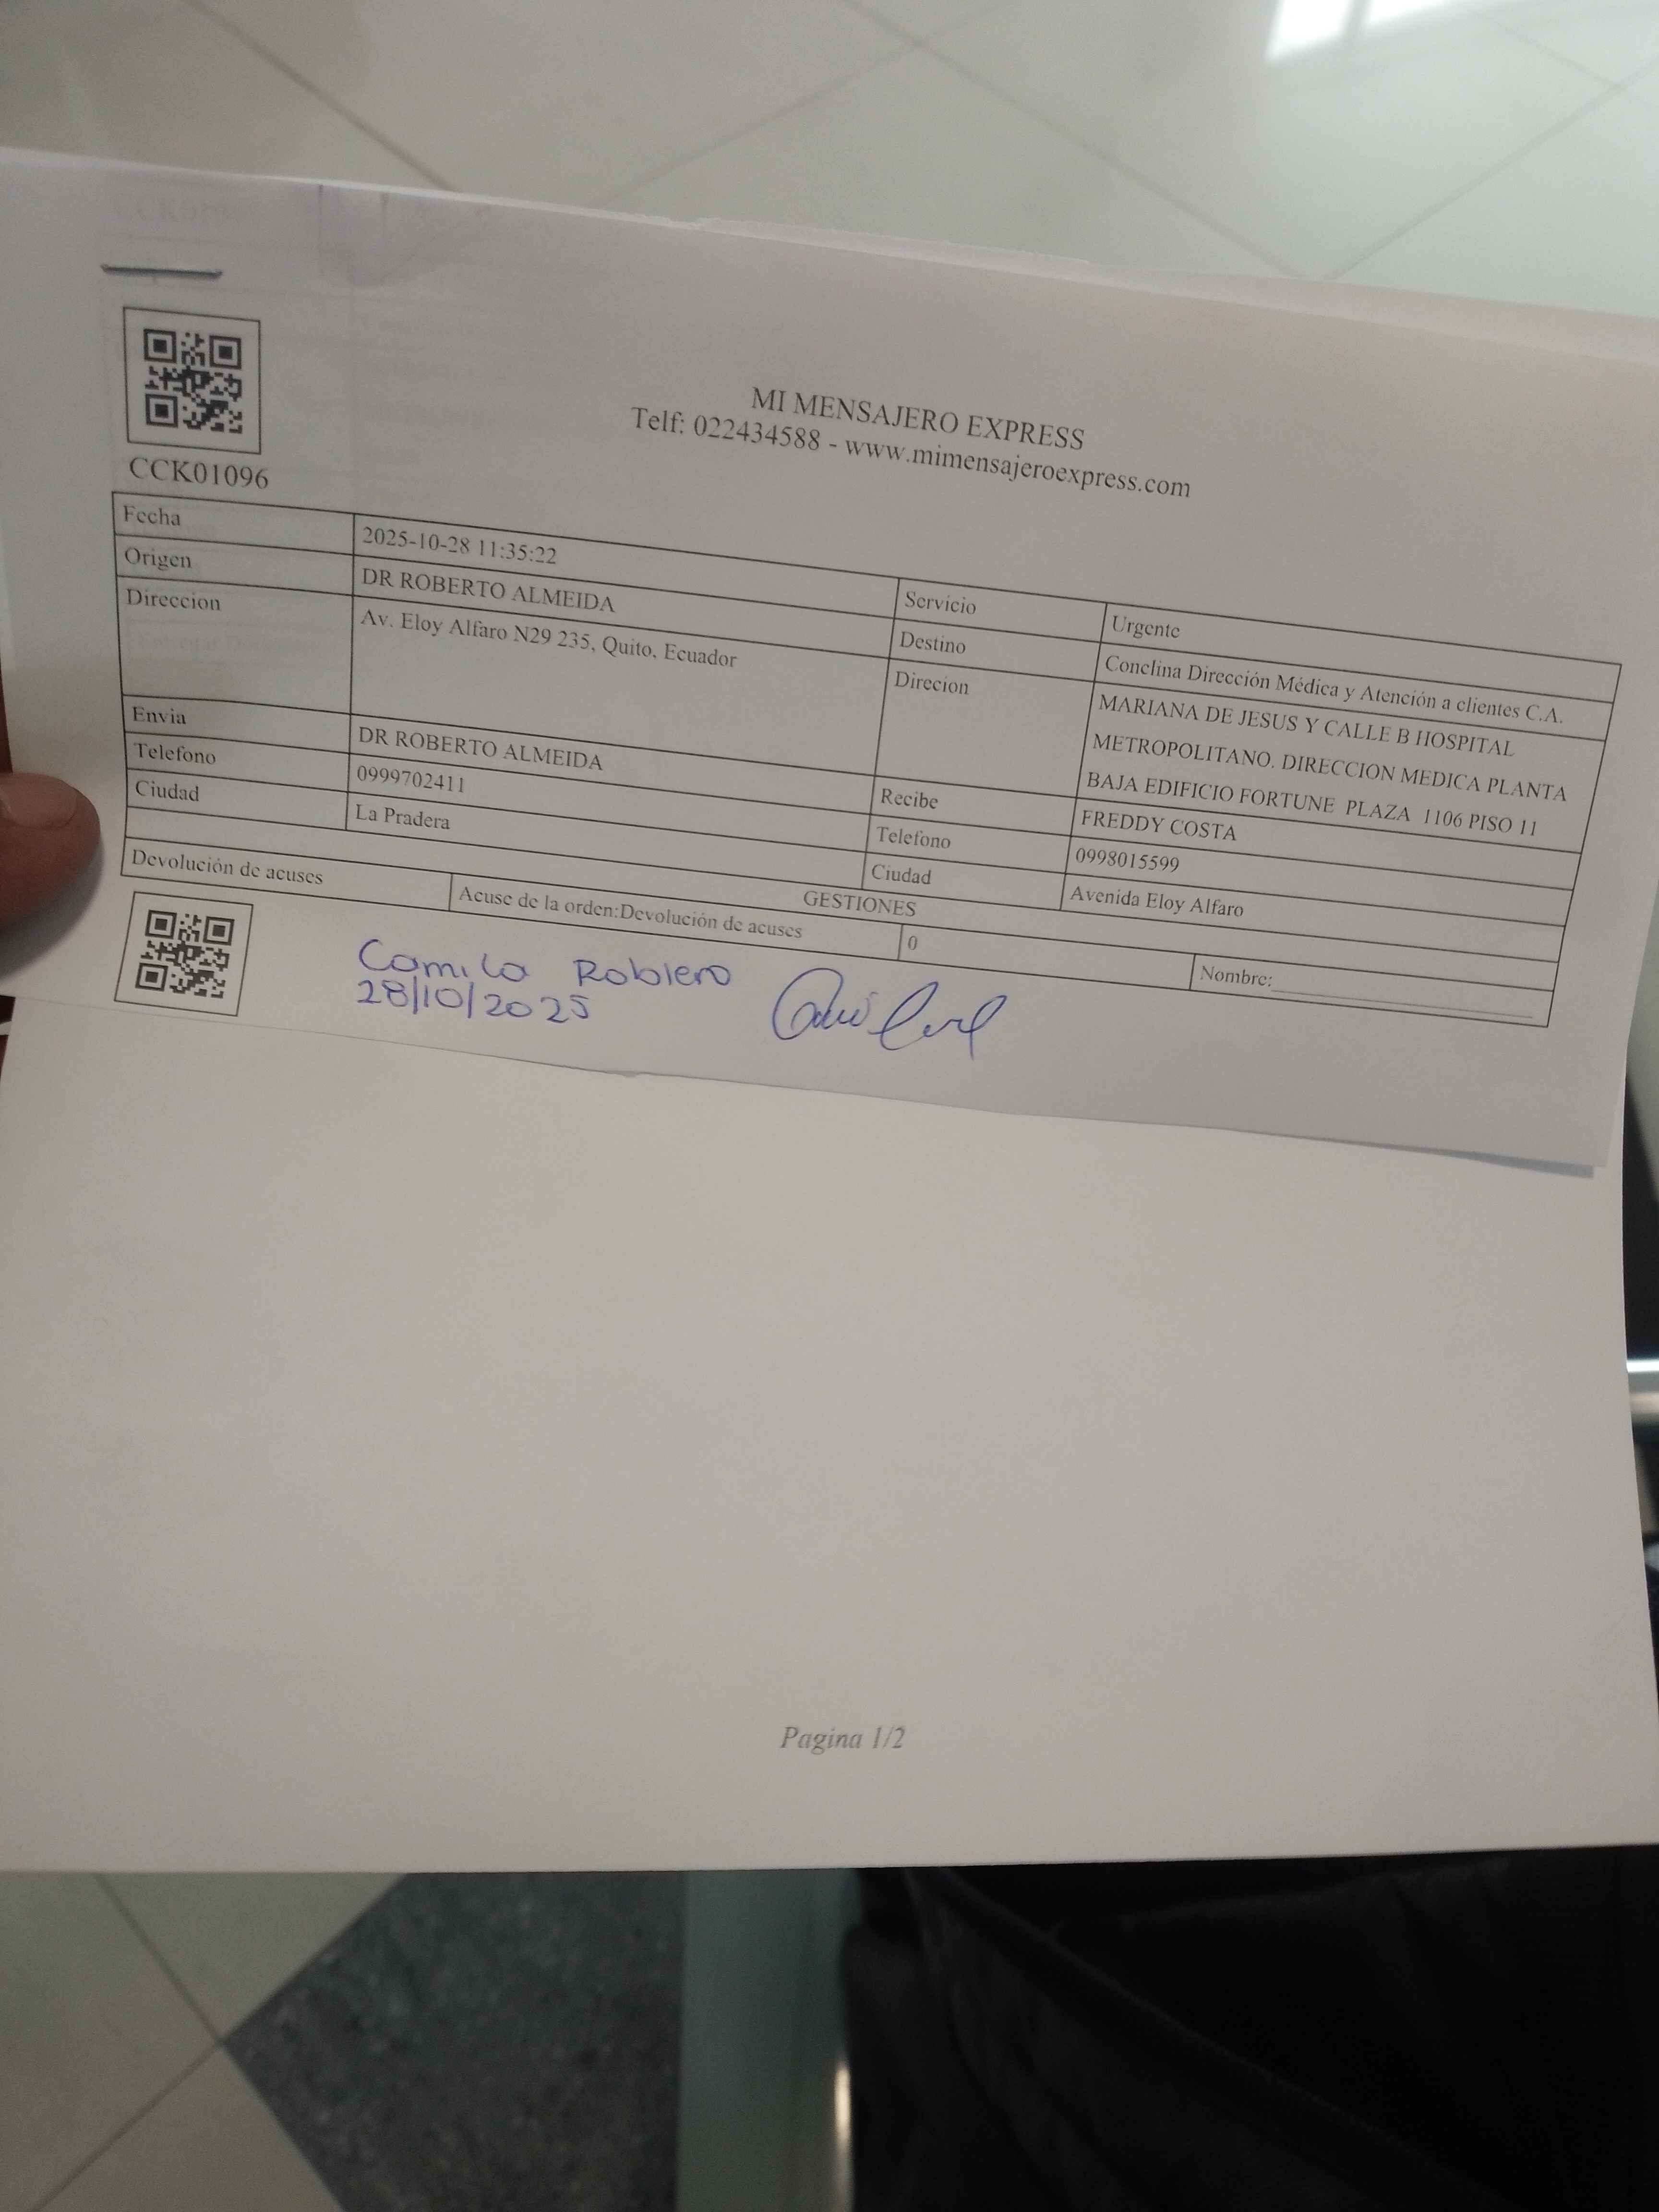 CCK01096
MI MENSAJERO EXPRESS
Telf: 022434588 - www.mimensajeroexpress.com
Fecha 2025-10-28 11:35:22 Servicio Urgente
Origen DR ROBERTO ALMEIDA Destino Conclina Dirección Médica y Atención a clientes C.A.
Direccion Av. Eloy Alfaro N29 235, Quito, Ecuador Direcion MARIANA DE JESUS Y CALLE B HOSPITAL
METROPOLITANO. DIRECCION MEDICA PLANTA
BAJA EDIFICIO FORTUNE PLAZA 1106 PISO 11
Envia DR ROBERTO ALMEIDA Recibe FREDDY COSTA
Telefono 0999702411 Telefono 0998015599
Ciudad La Pradera Ciudad Avenida Eloy Alfaro
GESTIONES
Devolución de acuses Acuse de la orden:Devolución de acuses 0 Nombre:
Camila Roblero
28/10/2025
Pagina 1/2